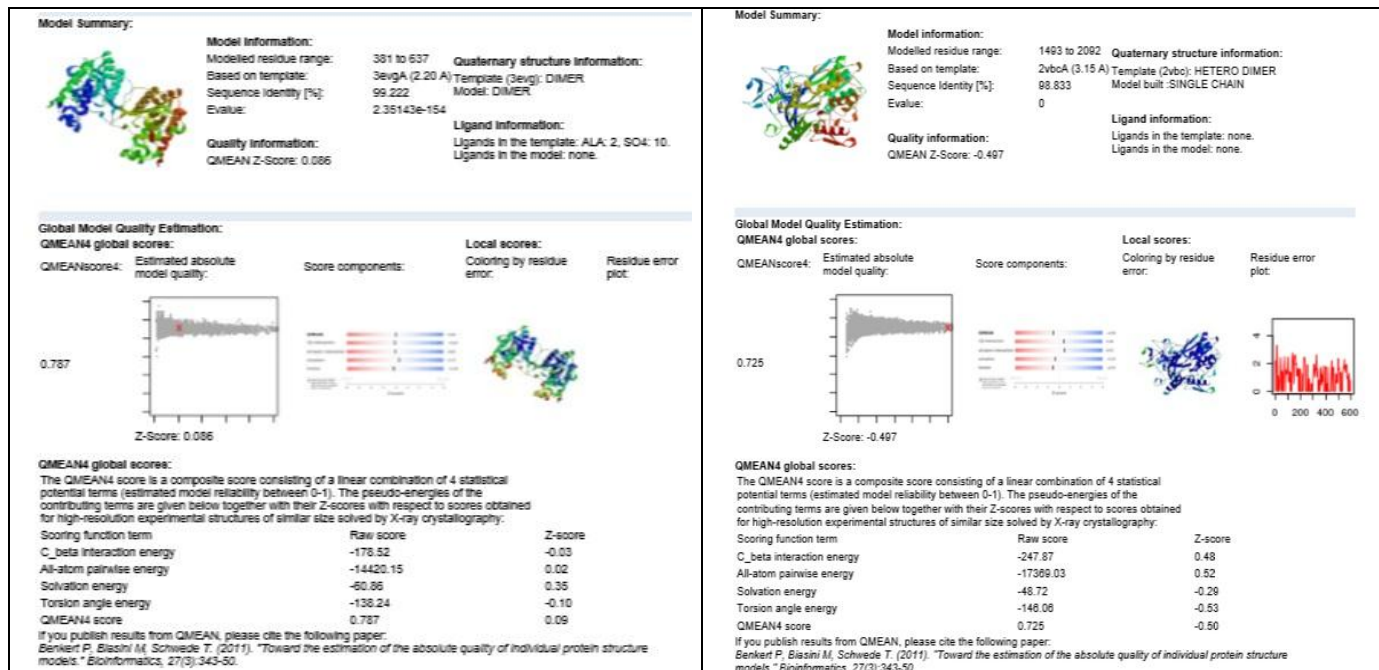 Model Summary:
Model Information:
Modelled residue range: 381 to 637
Based on template: 3evgA (2.20 A)
Sequence Identity [%]: 99.222
Evalue: 2.35143e-154
Quality Information:
QMEAN Z-Score: 0.086
Quaternary structure Information:
Template (3evg): DIMER
Model: DIMER
Ligand Information:
Ligands in the template: ALA: 2, SO4: 10.
Ligands in the model: none.
Global Model Quality Estimation:
QMEAN4 global scores:
Local scores:
QMEANscore4:
Estimated absolute
model quality:
Score components:
Coloring by residue
error:
Residue error
plot:
0.787
Z-Score: 0.086
QMEAN4 global scores:
The QMEAN4 score is a composite score consisting of a linear combination of 4 statistical
potential terms (estimated model reliability between 0-1). The pseudo-energies of the
contributing terms are given below together with their Z-scores with respect to scores obtained
for high-resolution experimental structures of similar size solved by X-ray crystallography:
Scoring function term Raw score Z-score
C_beta interaction energy -178.52 -0.03
All-atom pairwise energy -14420.15 0.02
Solvation energy -60.86 0.35
Torsion angle energy -138.24 -0.10
QMEAN4 score 0.787 0.09
If you publish results from QMEAN, please cite the following paper:
Benkert P, Biasini M, Schwede T. (2011). "Toward the estimation of the absolute quality of individual protein structure
models." Bioinformatics, 27(3):343-50.
Model Summary:
Model information:
Modelled residue range: 1493 to 2092
Based on template: 2vbcA (3.15 A)
Sequence Identity [%]: 98.833
Evalue: 0
Quality information:
QMEAN Z-Score: -0.497
Quaternary structure information:
Template (2vbc): HETERO DIMER
Model built :SINGLE CHAIN
Ligand information:
Ligands in the template: none.
Ligands in the model: none.
Global Model Quality Estimation:
QMEAN4 global scores:
Local scores:
QMEANscore4:
Estimated absolute
model quality:
Score components:
Coloring by residue
error:
Residue error
plot:
0.725
0 2 4
0 200 400 600
Z-Score: -0.497
QMEAN4 global scores:
The QMEAN4 score is a composite score consisting of a linear combination of 4 statistical
potential terms (estimated model reliability between 0-1). The pseudo-energies of the
contributing terms are given below together with their Z-scores with respect to scores obtained
for high-resolution experimental structures of similar size solved by X-ray crystallography:
Scoring function term Raw score Z-score
C_beta interaction energy -247.87 0.48
All-atom pairwise energy -17369.03 0.52
Solvation energy -48.72 -0.29
Torsion angle energy -146.06 -0.53
QMEAN4 score 0.725 -0.50
If you publish results from QMEAN, please cite the following paper:
Benkert P, Biasini M, Schwede T. (2011). "Toward the estimation of the absolute quality of individual protein structure
models." Bioinformatics, 27(3):343-50.